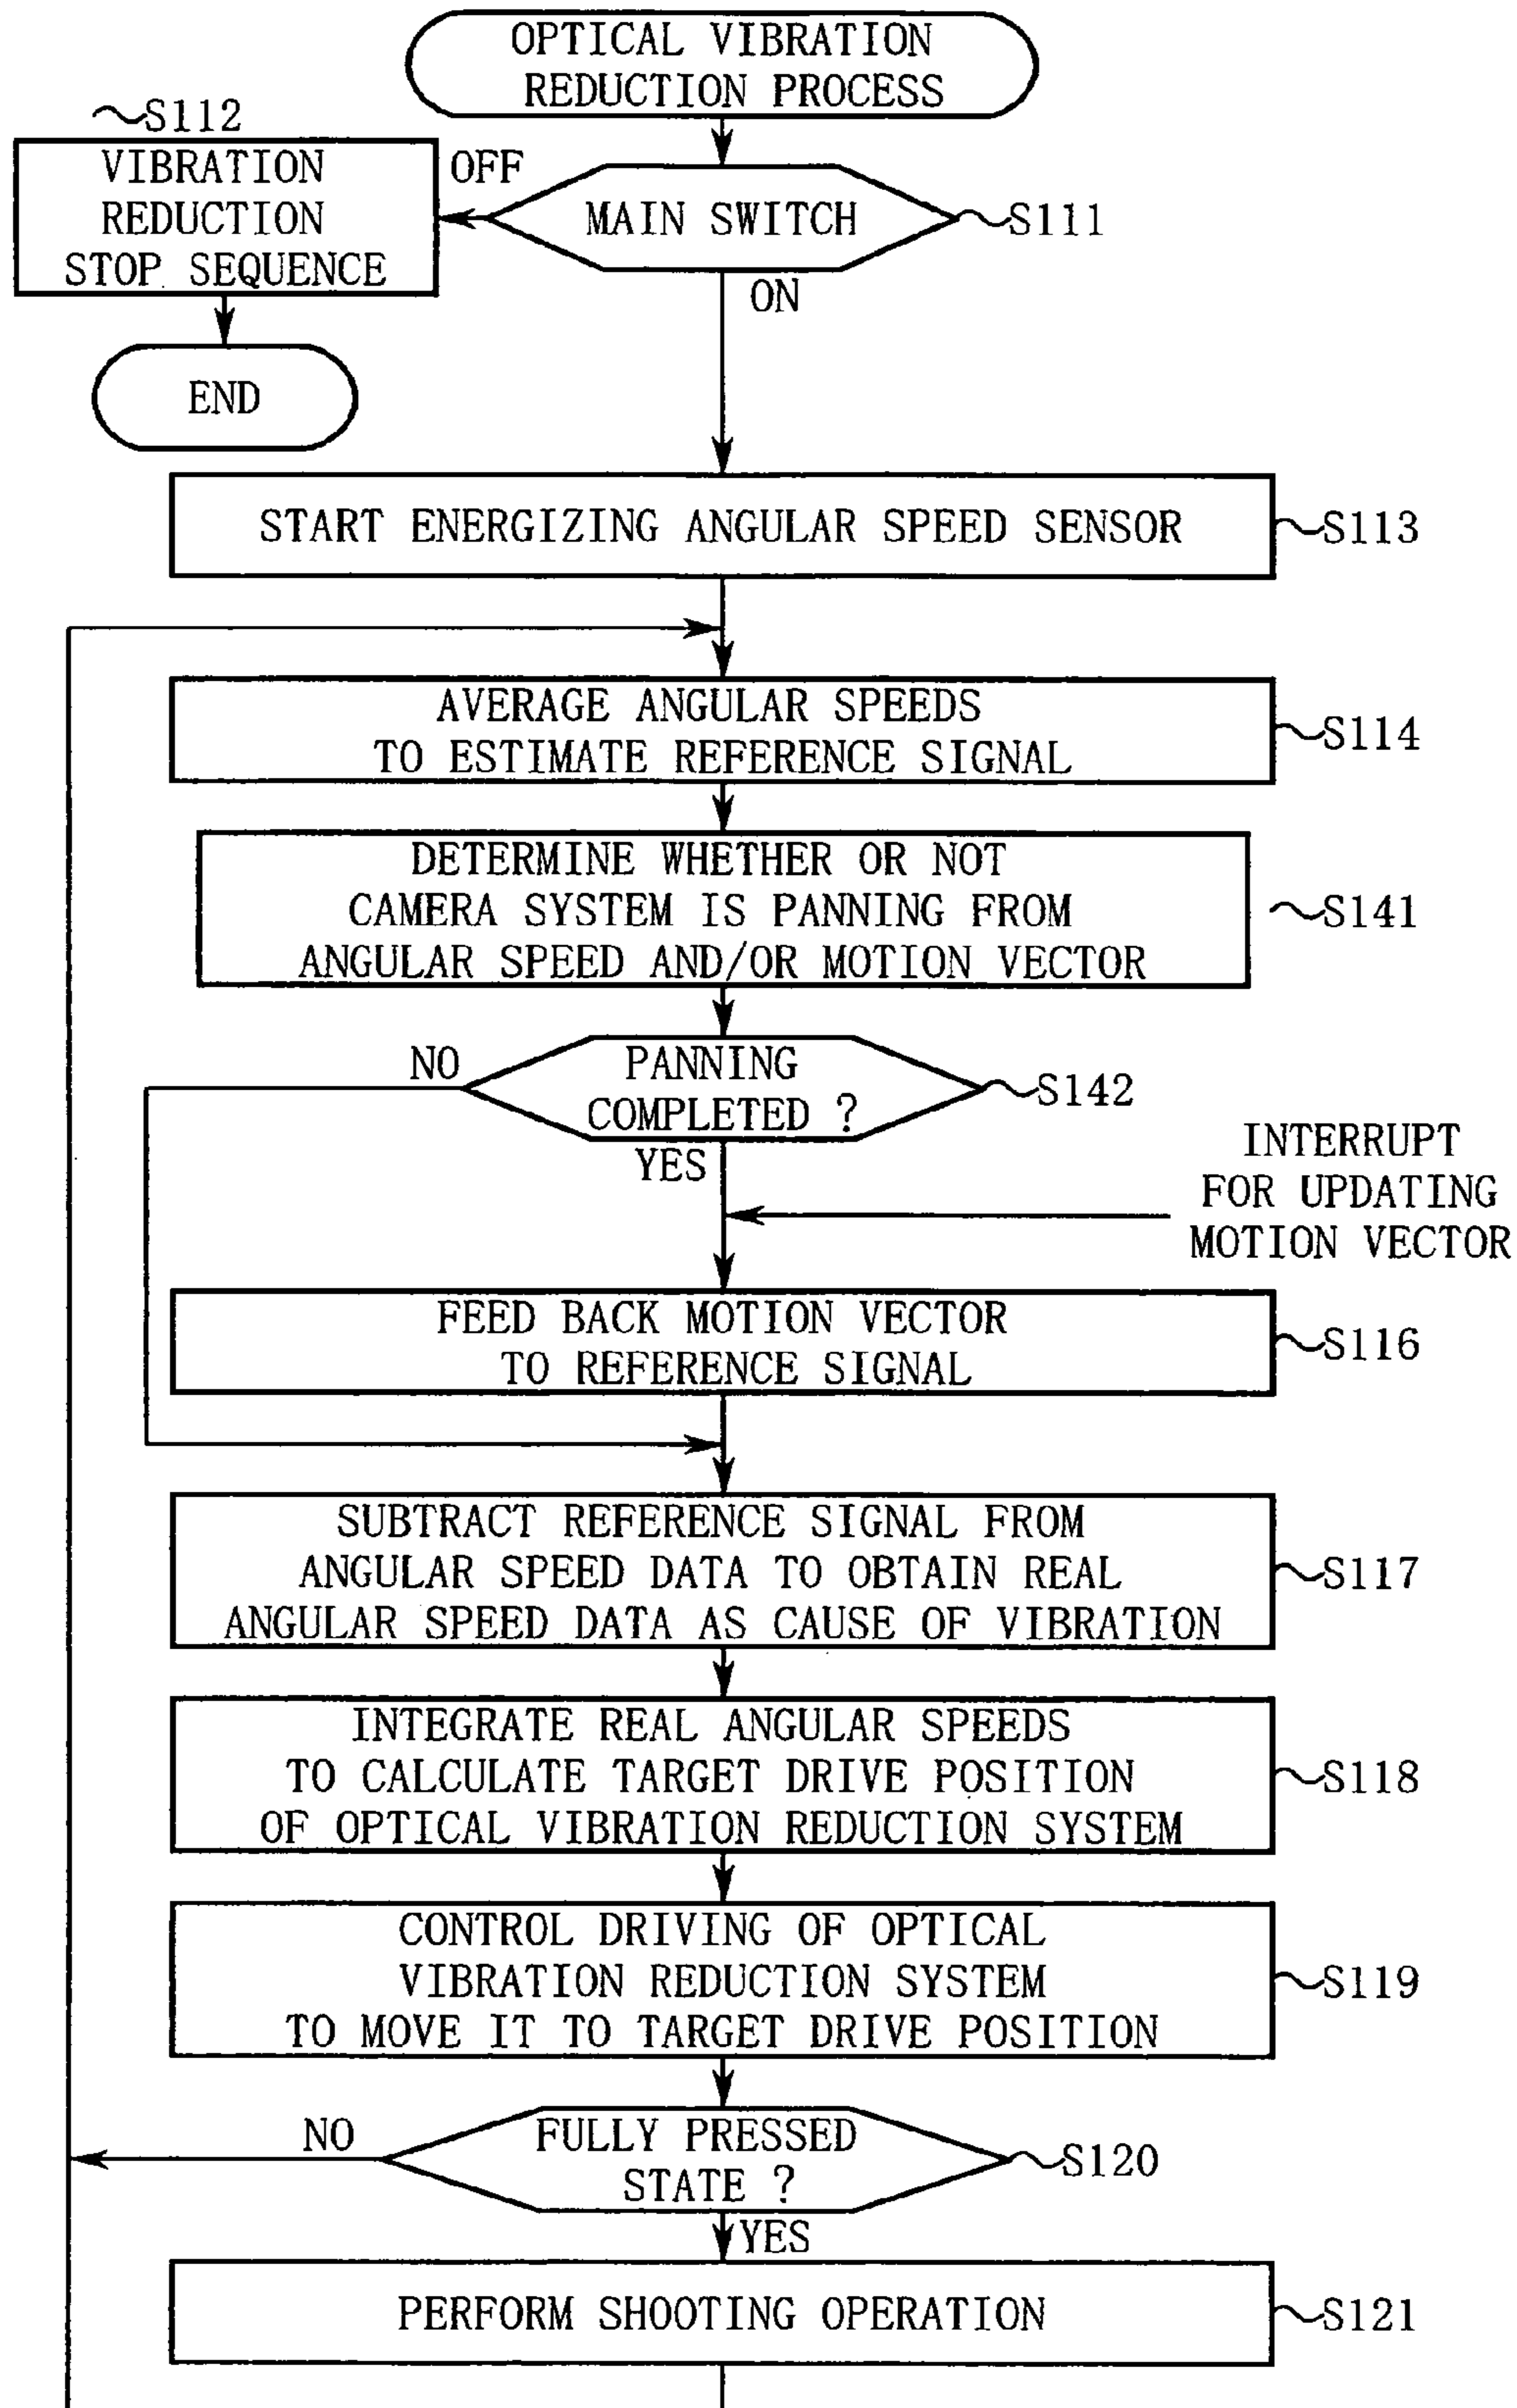 OPTICAL VIBRATION
REDUCTION PROCESS
S112
VIBRATION
REDUCTION
STOP SEQUENCE
OFF
MAIN SWITCH
S111
ON
END
START ENERGIZING ANGULAR SPEED SENSOR
S113
AVERAGE ANGULAR SPEEDS
TO ESTIMATE REFERENCE SIGNAL
S114
DETERMINE WHETHER OR NOT
CAMERA SYSTEM IS PANNING FROM
ANGULAR SPEED AND/OR MOTION VECTOR
S141
NO
PANNING
COMPLETED ?
S142
YES
INTERRUPT
FOR UPDATING
MOTION VECTOR
FEED BACK MOTION VECTOR
TO REFERENCE SIGNAL
S116
SUBTRACT REFERENCE SIGNAL FROM
ANGULAR SPEED DATA TO OBTAIN REAL
ANGULAR SPEED DATA AS CAUSE OF VIBRATION
S117
INTEGRATE REAL ANGULAR SPEEDS
TO CALCULATE TARGET DRIVE POSITION
OF OPTICAL VIBRATION REDUCTION SYSTEM
S118
CONTROL DRIVING OF OPTICAL
VIBRATION REDUCTION SYSTEM
TO MOVE IT TO TARGET DRIVE POSITION
S119
NO
FULLY PRESSED
STATE ?
S120
YES
PERFORM SHOOTING OPERATION
S121